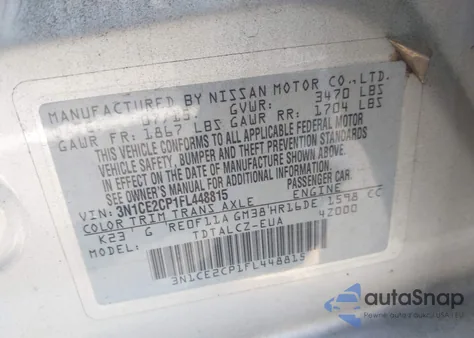 MANUFACTURED BY NISSAN MOTOR CO.,LTD.
07/15 GVWR: 3470 LBS
GAWR FR: 1867 LBS GAWR RR: 1704 LBS
THIS VEHICLE CONFORMS TO ALL APPLICABLE FEDERAL MOTOR
VEHICLE SAFETY, BUMPER AND THEFT PREVENTION STANDARDS
IN EFFECT ON THE DATE OF MANUFACTURE SHOWN ABOVE.
SEE OWNER'S MANUAL FOR ADDITIONAL INFORMATION.
VIN: 3N1CE2CP1FL448815 PASSENGER CAR
COLOR TRIM TRANS AXLE ENGINE
K23 G RE0F11A GM38 HR16DE 1598 CC
MODEL: TDTALCZ-EUA 4Z000
3N1CE2CP1FL448815
autoSnap